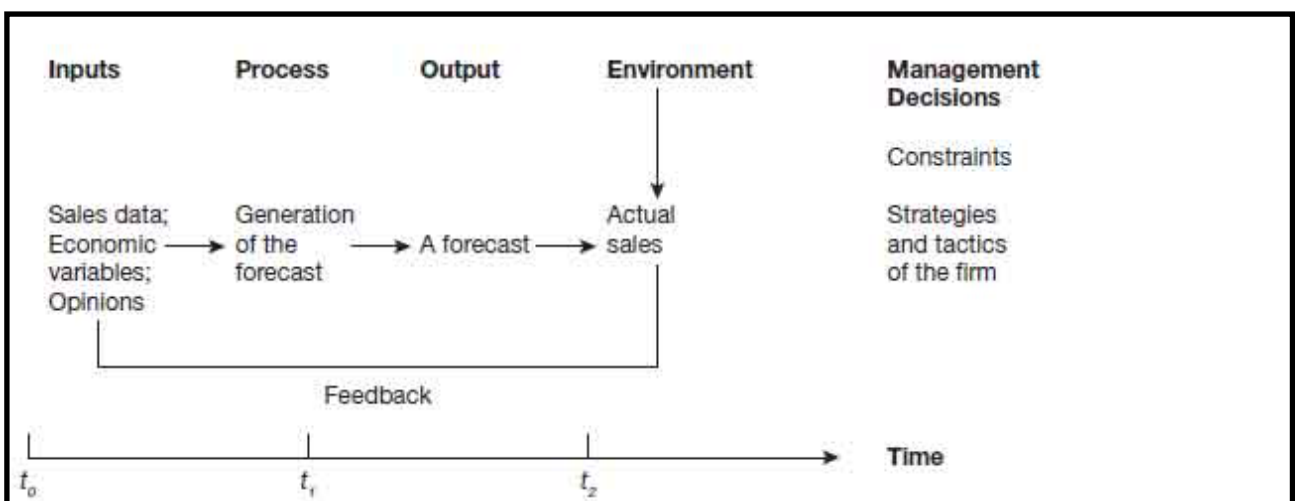 Inputs
Process
Output
Environment
Management
Decisions
Constraints
Sales data;
Economic
variables;
Opinions
Generation
of the
forecast
A forecast
Actual
sales
Strategies
and tactics
of the firm
Feedback
Time
t₀
t₁
t₂